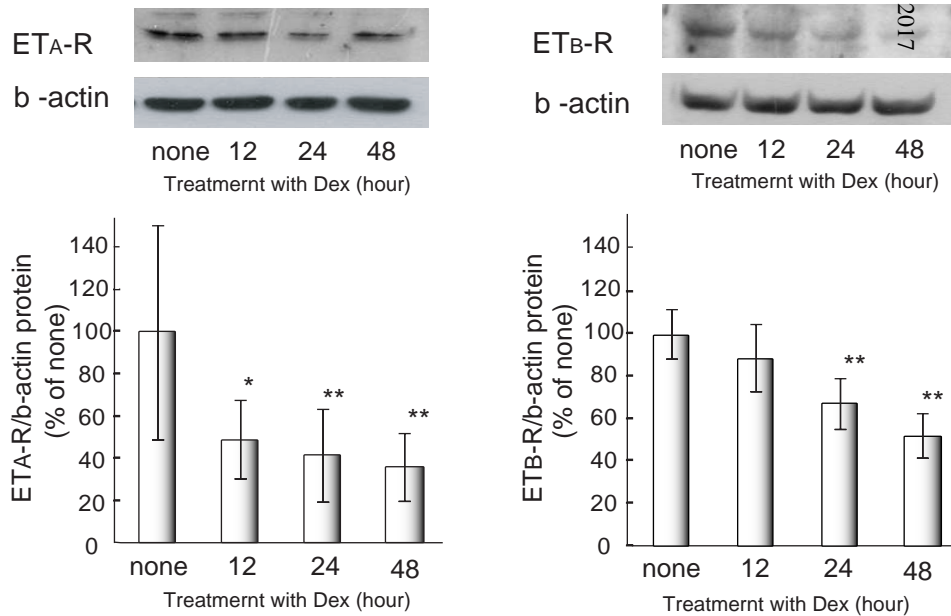 ETA-R
b -actin
none 12 24 48
Treatmernt with Dex (hour)
ETB-R
2017
b -actin
none 12 24 48
Treatmernt with Dex (hour)
ETA-R/b-actin protein
(% of none)
140
120
100
80
60
40
20
0
* ** **
none 12 24 48
Treatmernt with Dex (hour)
ETB-R/b-actin protein
(% of none)
140
120
100
80
60
40
20
0
** **
none 12 24 48
Treatmernt with Dex (hour)